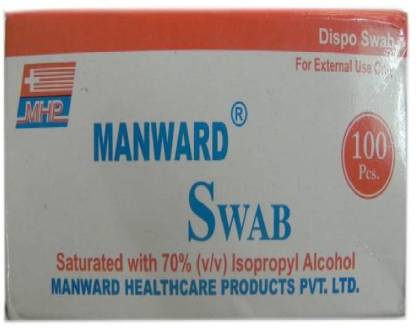 Dispo Swab
For External Use Only
MHP
MANWARD®
100
Pcs.
SWAB
Saturated with 70% (v/v) Isopropyl Alcohol
MANWARD HEALTHCARE PRODUCTS PVT. LTD.